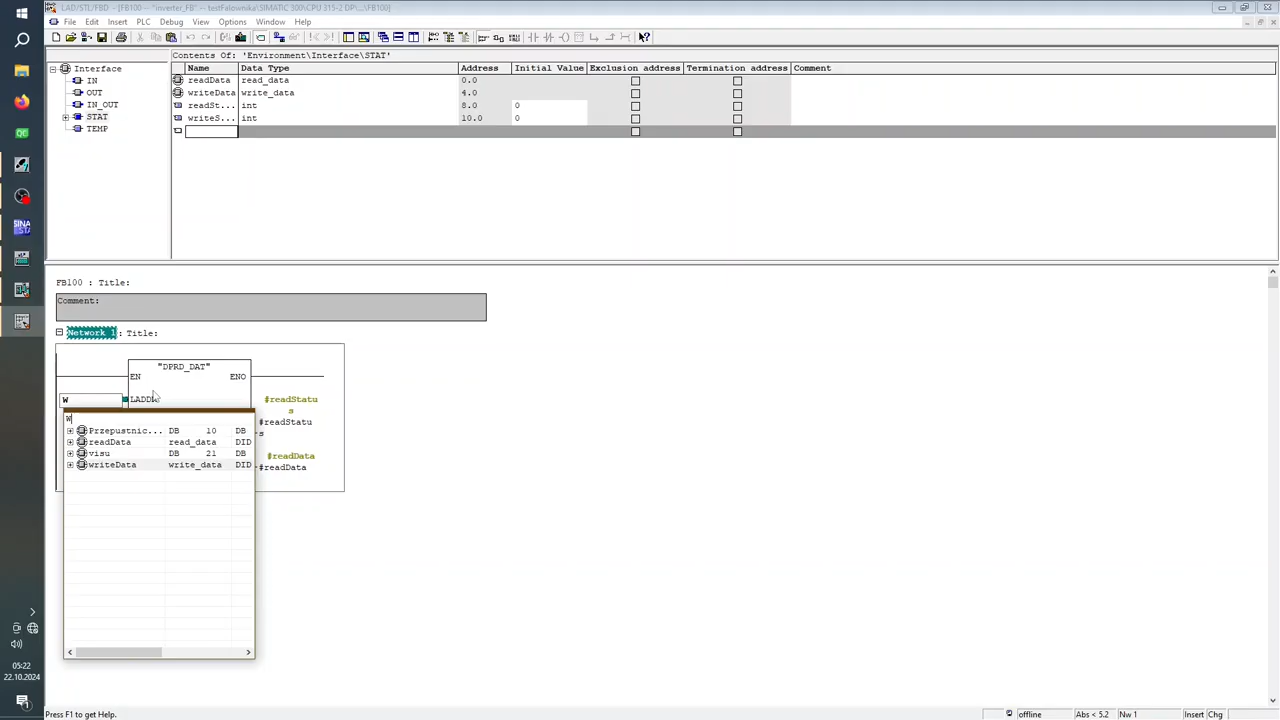 LAD/STL/FBD - [FB100 -- "inverter_FB" -- testFalownika\SIMATIC 300\CPU 315-2 DP\...\FB100]
File Edit Insert PLC Debug View Options Window Help
Contents Of: 'Environment\Interface\STAT'
Interface
IN
OUT
IN_OUT
STAT
TEMP
Name Data Type Address Initial Value Exclusion address Termination address Comment
readData read_data 0.0
writeData write_data 4.0
readSt... int 8.0 0
writeS... int 10.0 0
FB100 : Title:
Comment:
Network 1: Title:
"DPRD_DAT"
EN ENO
W LADDR
#readStatu
s
#readStatu
s
#readData
#readData
W
Przepustnic... DB 10 DB
readData read_data DID
visu DB 21 DB
writeData write_data DID
QC
SINA
STA
05:22
22.10.2024
Press F1 to get Help.
offline Abs < 5.2 Nw 1 Insert Chg